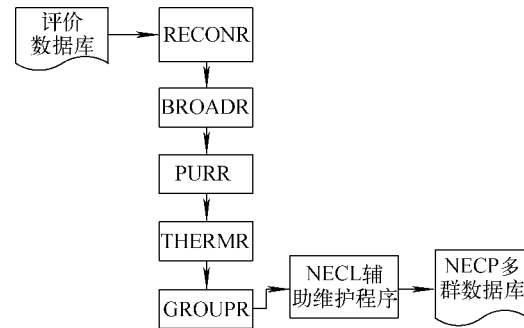 评价
数据库
RECONR
BROADR
PURR
THERMR
GROUPR
NECL辅
助维护程序
NECP多
群数据库